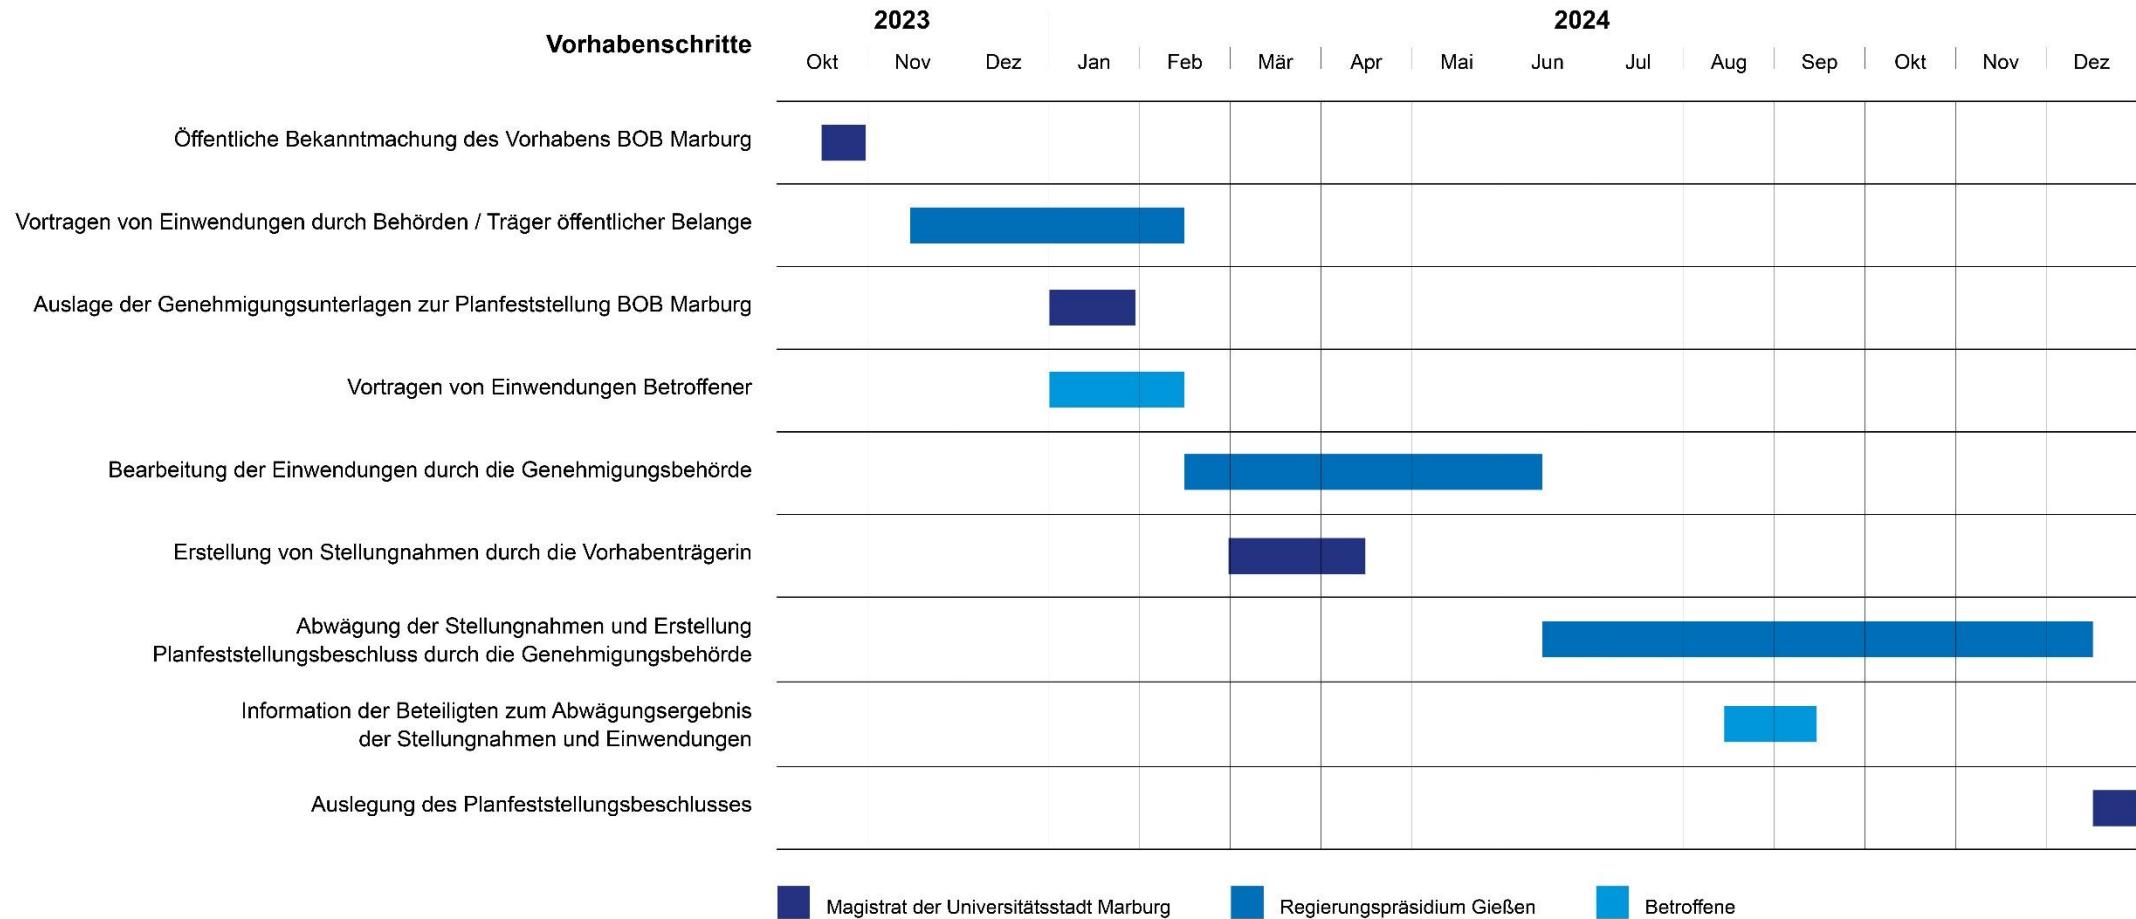 2023 2024
Vorhabenschritte
Okt Nov Dez Jan Feb Mär Apr Mai Jun Jul Aug Sep Okt Nov Dez
Öffentliche Bekanntmachung des Vorhabens BOB Marburg
Vortragen von Einwendungen durch Behörden / Träger öffentlicher Belange
Auslage der Genehmigungsunterlagen zur Planfeststellung BOB Marburg
Vortragen von Einwendungen Betroffener
Bearbeitung der Einwendungen durch die Genehmigungsbehörde
Erstellung von Stellungnahmen durch die Vorhabenträgerin
Abwägung der Stellungnahmen und Erstellung
Planfeststellungsbeschluss durch die Genehmigungsbehörde
Information der Beteiligten zum Abwägungsergebnis
der Stellungnahmen und Einwendungen
Auslegung des Planfeststellungsbeschlusses
Magistrat der Universitätsstadt Marburg Regierungspräsidium Gießen Betroffene